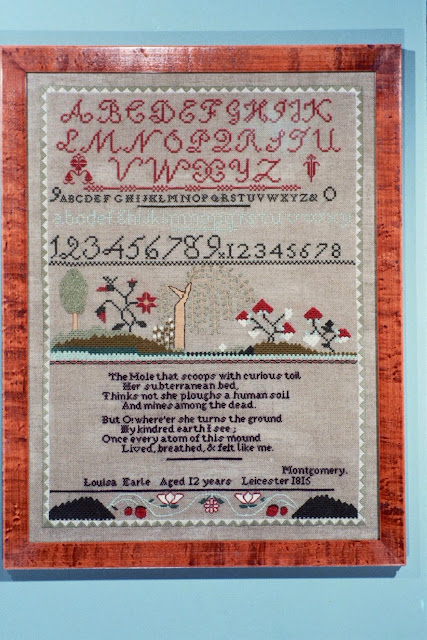 ABCDEFGHIJK
LMNOPQRSTU
VWXYZ
9ABCDEFGHIJKLMNOPQRSTUVWXYZ& O
abcdefghijklmnopqrstuvwxyz
123456789x12345678
The Mole that scoops with curious toil
Her subterranean bed,
Thinks not she ploughs a human soil
And mines among the dead.
But O! where'er she turns the ground
My kindred earth I see;
Once every atom of this mound
Lived, breathed, & felt like me.
Montgomery.
Louisa Earle Aged 12 years Leicester 1815